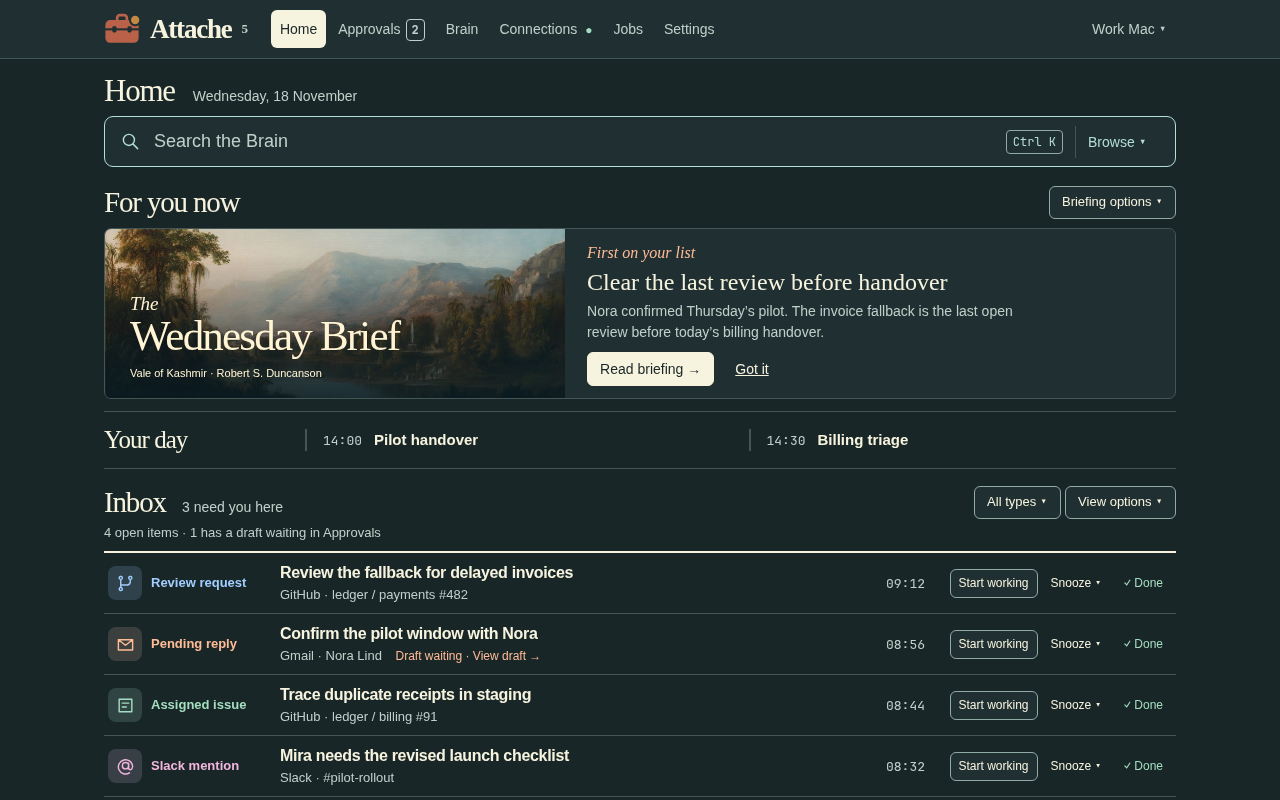 Attache 5 Home Approvals 2 Brain Connections Jobs Settings Work Mac
Home Wednesday, 18 November
Search the Brain Ctrl K Browse
For you now Briefing options
The
Wednesday Brief
Vale of Kashmir · Robert S. Duncanson
First on your list
Clear the last review before handover
Nora confirmed Thursday’s pilot. The invoice fallback is the last open
review before today’s billing handover.
Read briefing → Got it
Your day 14:00 Pilot handover 14:30 Billing triage
Inbox 3 need you here All types View options
4 open items · 1 has a draft waiting in Approvals
Review request Review the fallback for delayed invoices 09:12 Start working Snooze Done
GitHub · ledger / payments #482
Pending reply Confirm the pilot window with Nora 08:56 Start working Snooze Done
Gmail · Nora Lind Draft waiting · View draft →
Assigned issue Trace duplicate receipts in staging 08:44 Start working Snooze Done
GitHub · ledger / billing #91
Slack mention Mira needs the revised launch checklist 08:32 Start working Snooze Done
Slack · #pilot-rollout